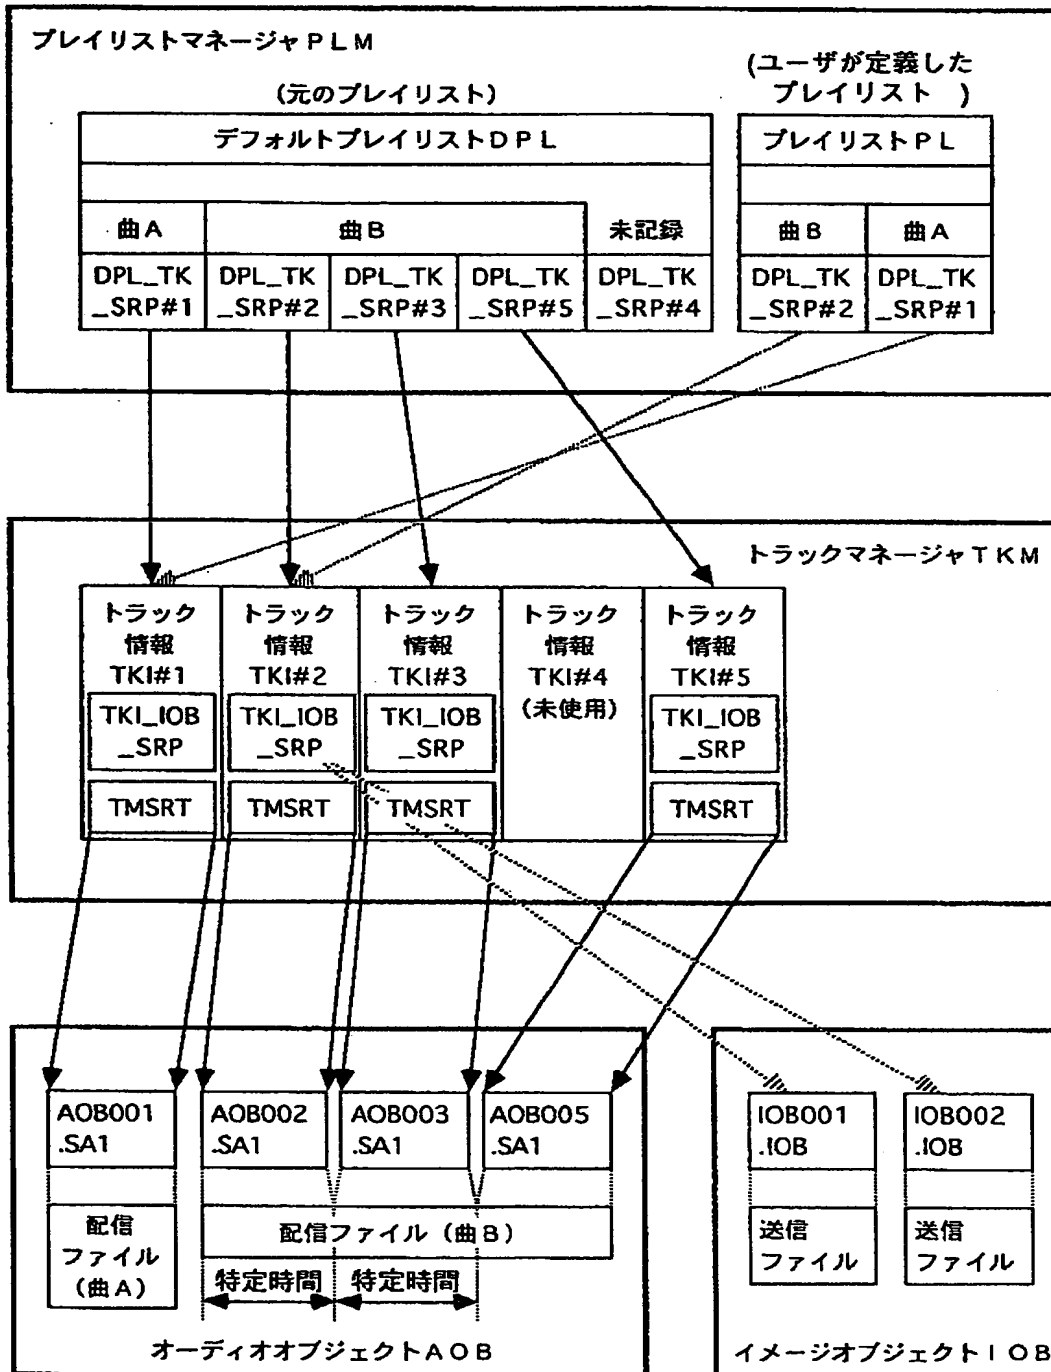 プレイリストマネージャPLM
(ユーザが定義した
プレイリスト )
(元のプレイリスト)
デフォルトプレイリストDPL
プレイリストPL
曲A
曲B
未記録
曲B
曲A
DPL_TK
_SRP#1
DPL_TK
_SRP#2
DPL_TK
_SRP#3
DPL_TK
_SRP#5
DPL_TK
_SRP#4
DPL_TK
_SRP#2
DPL_TK
_SRP#1
トラックマネージャTKM
トラック
情報
TKI#1
トラック
情報
TKI#2
トラック
情報
TKI#3
トラック
情報
TKI#4
(未使用)
トラック
情報
TKI#5
TKI_IOB
_SRP
TKI_IOB
_SRP
TKI_IOB
_SRP
TKI_IOB
_SRP
TMSRT
TMSRT
TMSRT
TMSRT
AOB001
.SA1
AOB002
.SA1
AOB003
.SA1
AOB005
.SA1
IOB001
.IOB
IOB002
.IOB
配信
ファイル
(曲A)
配信ファイル(曲B)
送信
ファイル
送信
ファイル
特定時間
特定時間
オーディオオブジェクトAOB
イメージオブジェクトIOB